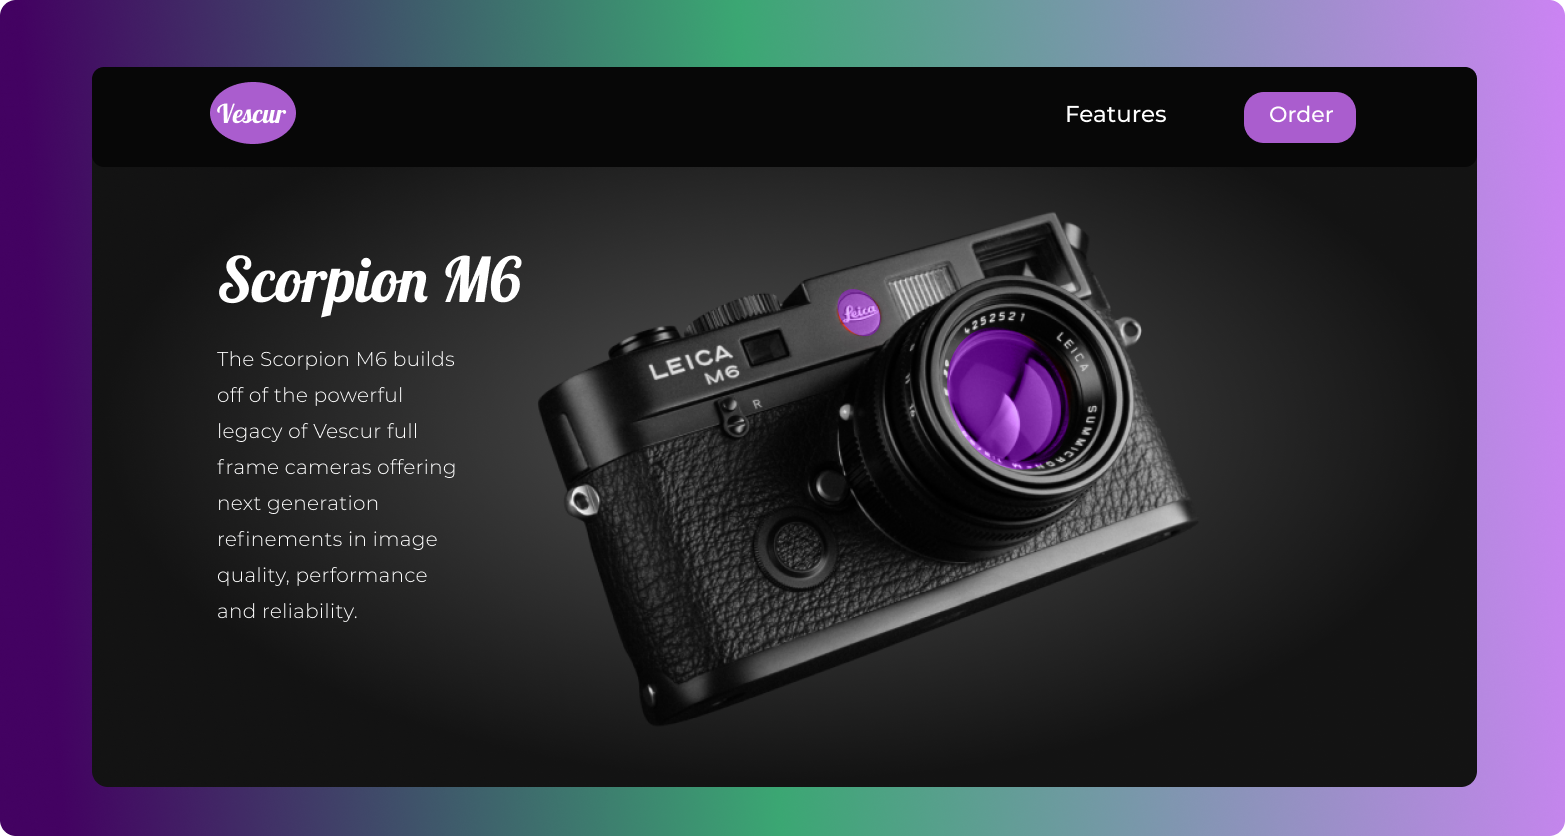 Vescur
Features
Order
Scorpion M6
The Scorpion M6 builds
off of the powerful
legacy of Vescur full
frame cameras offering
next generation
refinements in image
quality, performance
and reliability.
Leica
LEICA
M6
R
4252521
LEICA